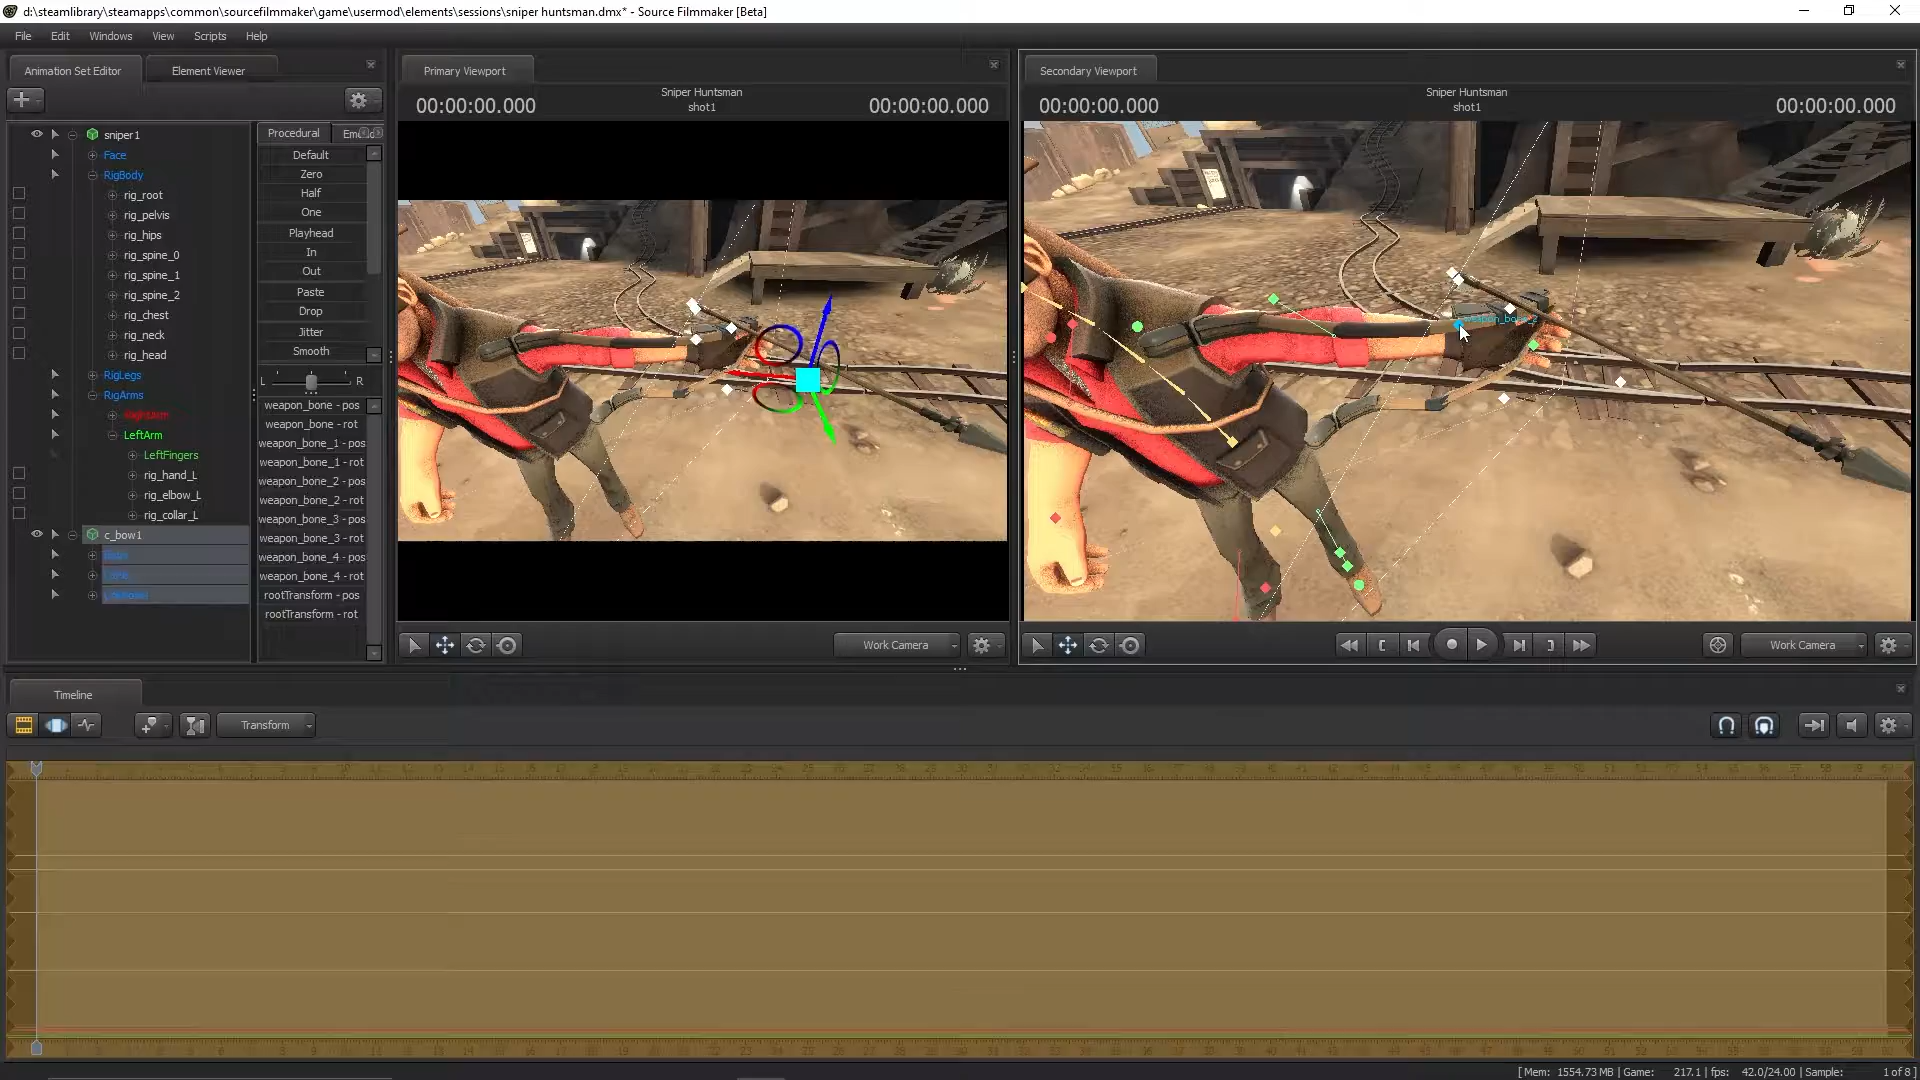 d:\steamlibrary\steamapps\common\sourcefilmmaker\game\usermod\elements\sessions\sniper huntsman.dmx* - Source Filmmaker [Beta]
File Edit Windows View Scripts Help
Animation Set Editor
Element Viewer
sniper1
Face
RigBody
rig_root
rig_pelvis
rig_hips
rig_spine_0
rig_spine_1
rig_spine_2
rig_chest
rig_neck
rig_head
RigLegs
RigArms
RightArm
LeftArm
LeftFingers
rig_hand_L
rig_elbow_L
rig_collar_L
c_bow1
Procedural
Default
Zero
Half
One
Playhead
In
Out
Paste
Drop
Jitter
Smooth
L R
weapon_bone - pos
weapon_bone - rot
weapon_bone_1 - pos
weapon_bone_1 - rot
weapon_bone_2 - pos
weapon_bone_2 - rot
weapon_bone_3 - pos
weapon_bone_3 - rot
weapon_bone_4 - pos
weapon_bone_4 - rot
rootTransform - pos
rootTransform - rot
Primary Viewport
00:00:00.000
Sniper Huntsman
shot1
00:00:00.000
Work Camera
Secondary Viewport
00:00:00.000
Sniper Huntsman
shot1
00:00:00.000
weapon_bone_2
Work Camera
Timeline
Transform
[ Mem: 1554.73 MB | Game: 217.1 | fps: 42.0/24.00 | Sample: 1 of 8 ]